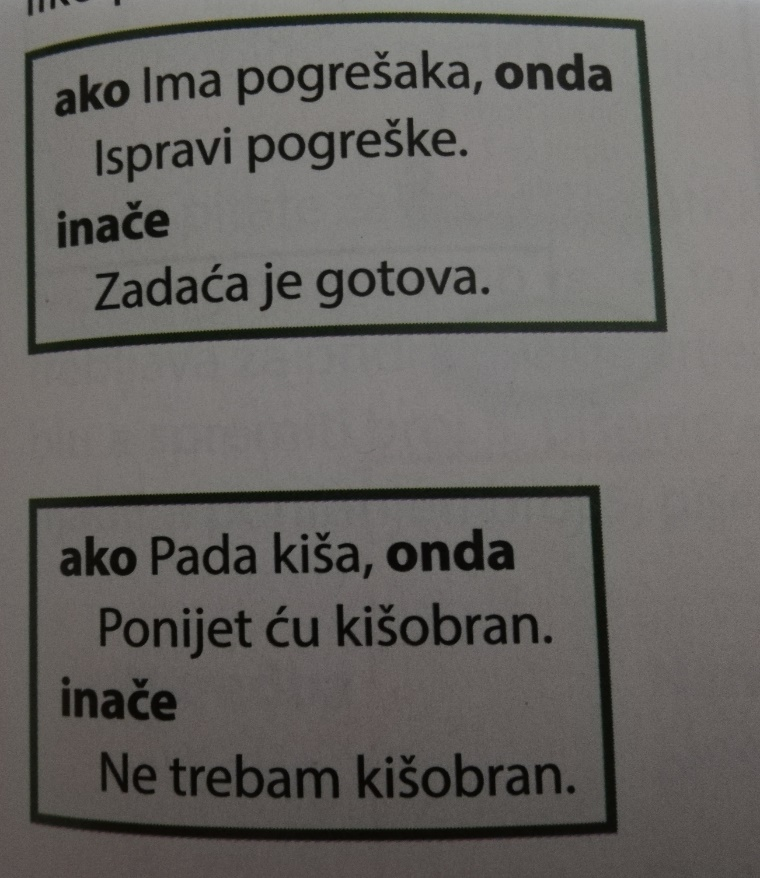 ako Ima pogrešaka, onda
Ispravi pogreške.
inače
Zadaća je gotova.
ako Pada kiša, onda
Ponijet ću kišobran.
inače
Ne trebam kišobran.